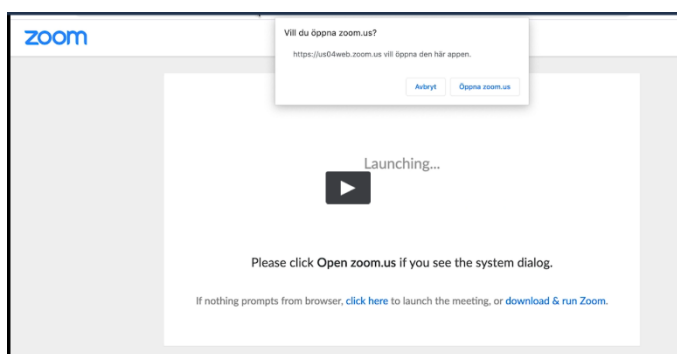 zoom
Vill du öppna zoom.us?
https://us04web.zoom.us vill öppna den här appen.
Avbryt
Öppna zoom.us
Launching...
Please click Open zoom.us if you see the system dialog.
If nothing prompts from browser, click here to launch the meeting, or download & run Zoom.